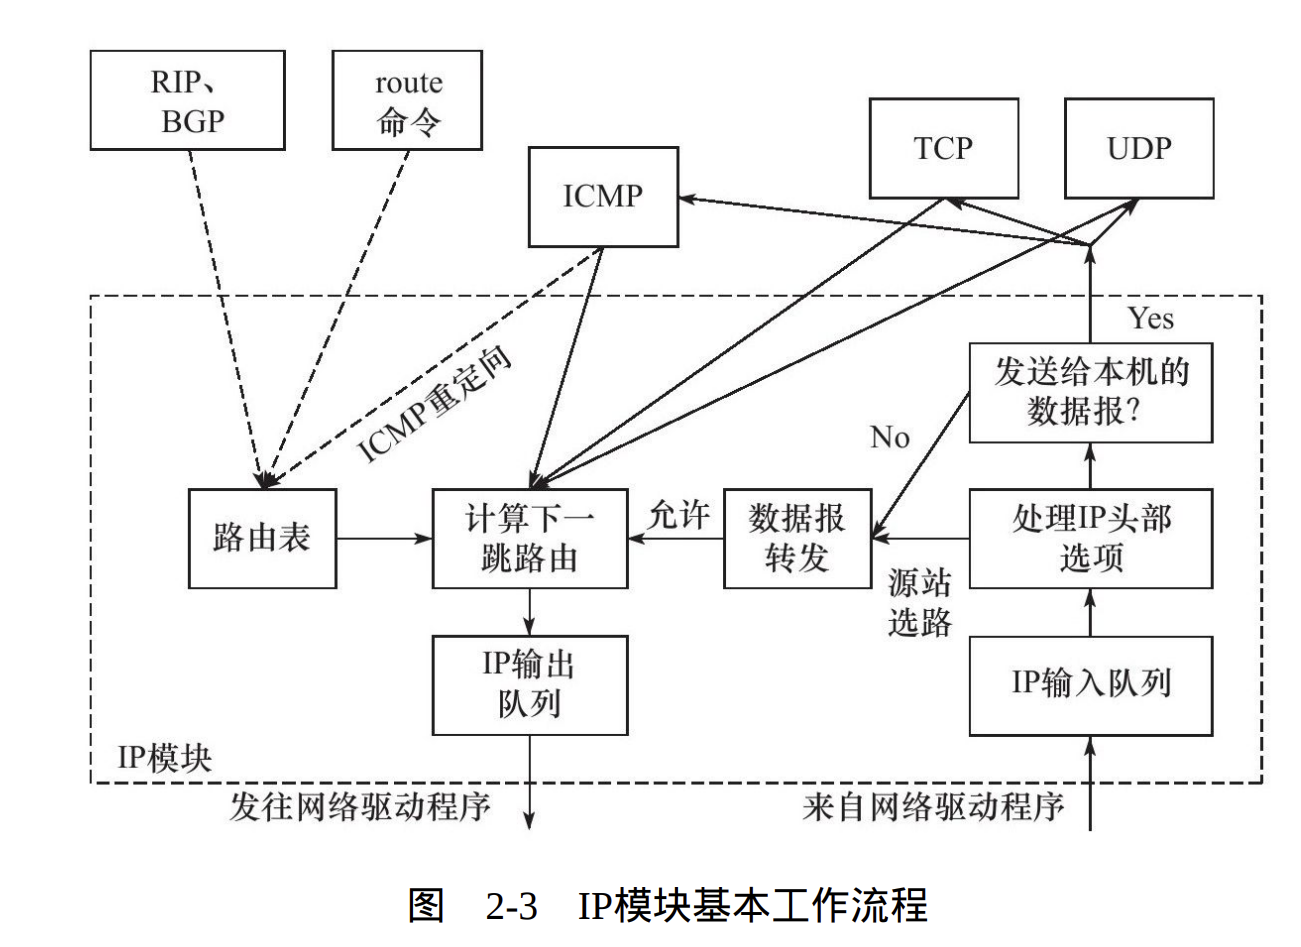 RIP、
BGP
route
命令
ICMP
TCP
UDP
Yes
ICMP重定向
No
发送给本机的
数据报？
路由表
计算下一
跳路由
允许
数据报
转发
处理IP头部
选项
源站
选路
IP输出
队列
IP输入队列
IP模块
发往网络驱动程序
来自网络驱动程序
图 2-3 IP模块基本工作流程